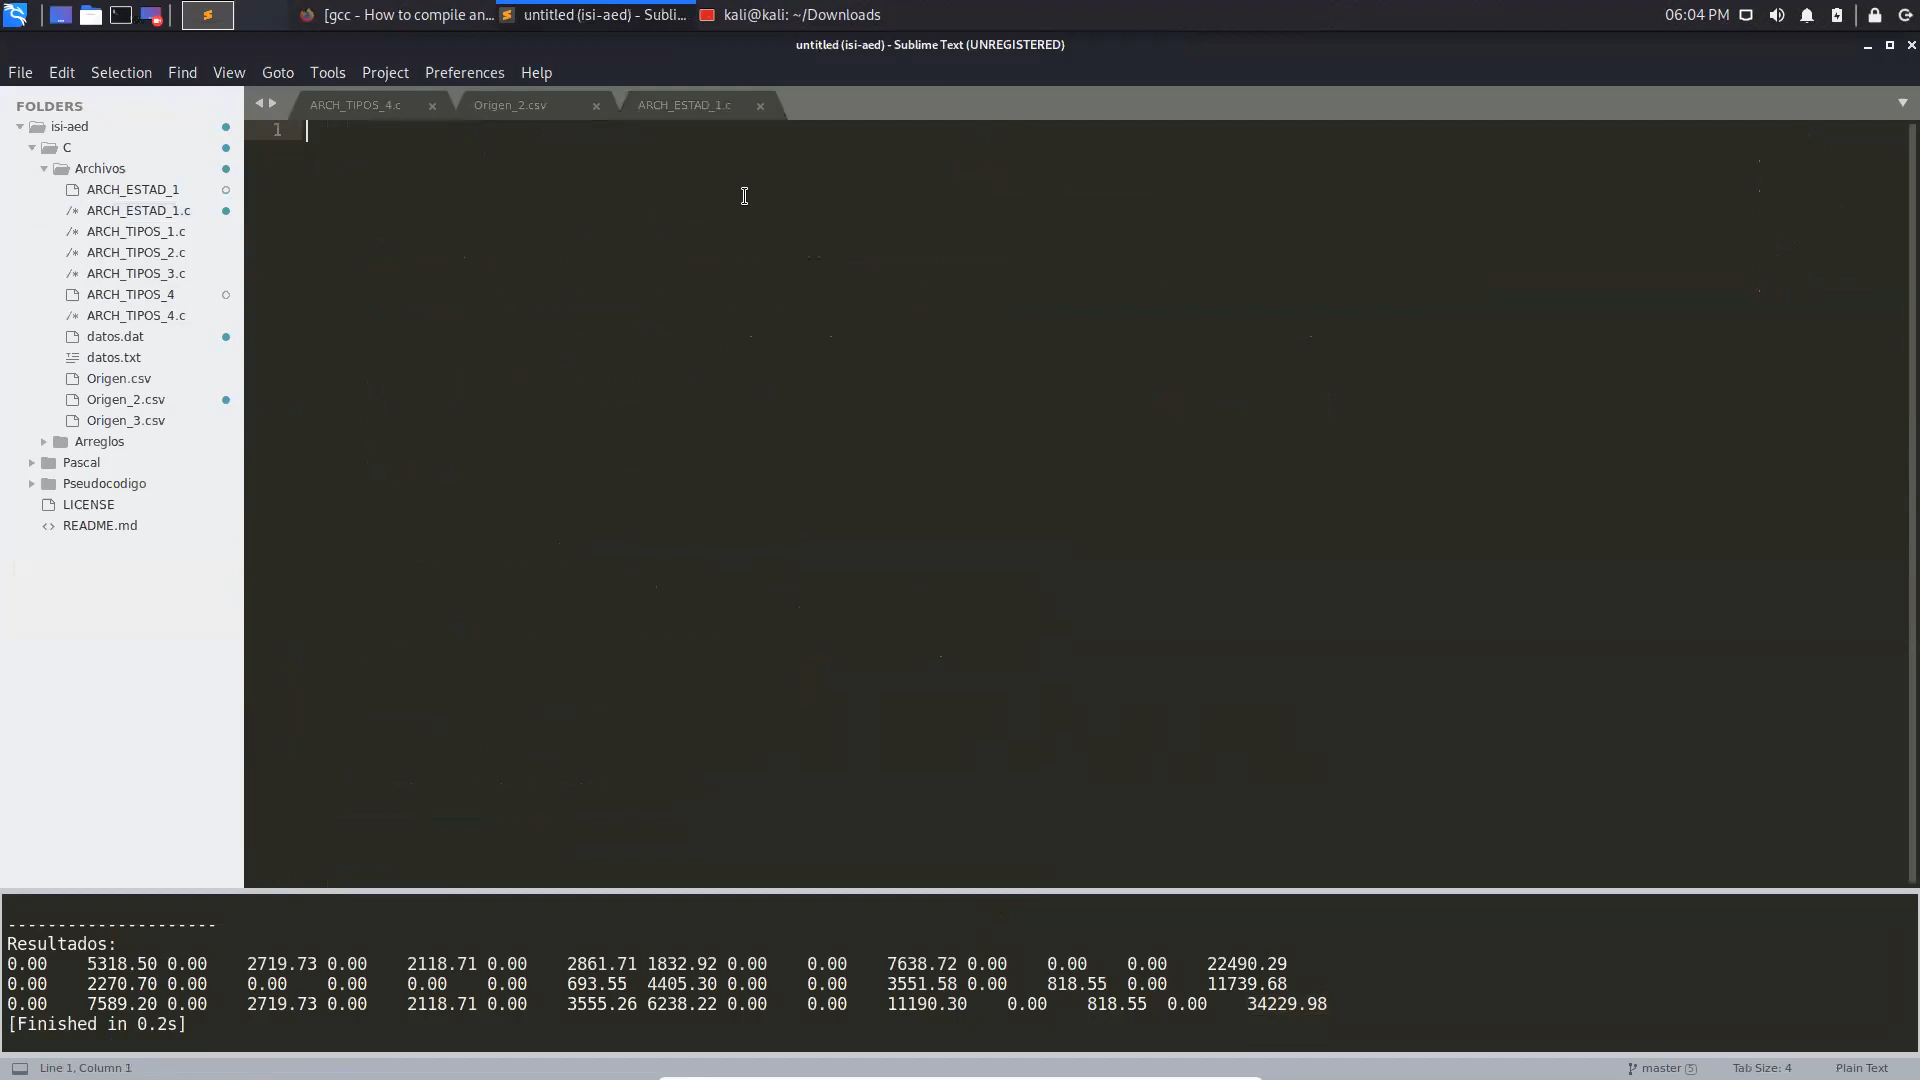 [gcc - How to compile an... untitled (isi-aed) - Subli... kali@kali: ~/Downloads 06:04 PM
untitled (isi-aed) - Sublime Text (UNREGISTERED)
File Edit Selection Find View Goto Tools Project Preferences Help
FOLDERS
ARCH_TIPOS_4.c Origen_2.csv ARCH_ESTAD_1.c
isi-aed
C
Archivos
ARCH_ESTAD_1
/* ARCH_ESTAD_1.c
/* ARCH_TIPOS_1.c
/* ARCH_TIPOS_2.c
/* ARCH_TIPOS_3.c
ARCH_TIPOS_4
/* ARCH_TIPOS_4.c
datos.dat
datos.txt
Origen.csv
Origen_2.csv
Origen_3.csv
Arreglos
Pascal
Pseudocodigo
LICENSE
<> README.md
1
---------------------
Resultados:
0.00 5318.50 0.00 2719.73 0.00 2118.71 0.00 2861.71 1832.92 0.00 0.00 7638.72 0.00 0.00 0.00 22490.29
0.00 2270.70 0.00 0.00 0.00 0.00 0.00 693.55 4405.30 0.00 0.00 3551.58 0.00 818.55 0.00 11739.68
0.00 7589.20 0.00 2719.73 0.00 2118.71 0.00 3555.26 6238.22 0.00 0.00 11190.30 0.00 818.55 0.00 34229.98
[Finished in 0.2s]
Line 1, Column 1 master 5 Tab Size: 4 Plain Text